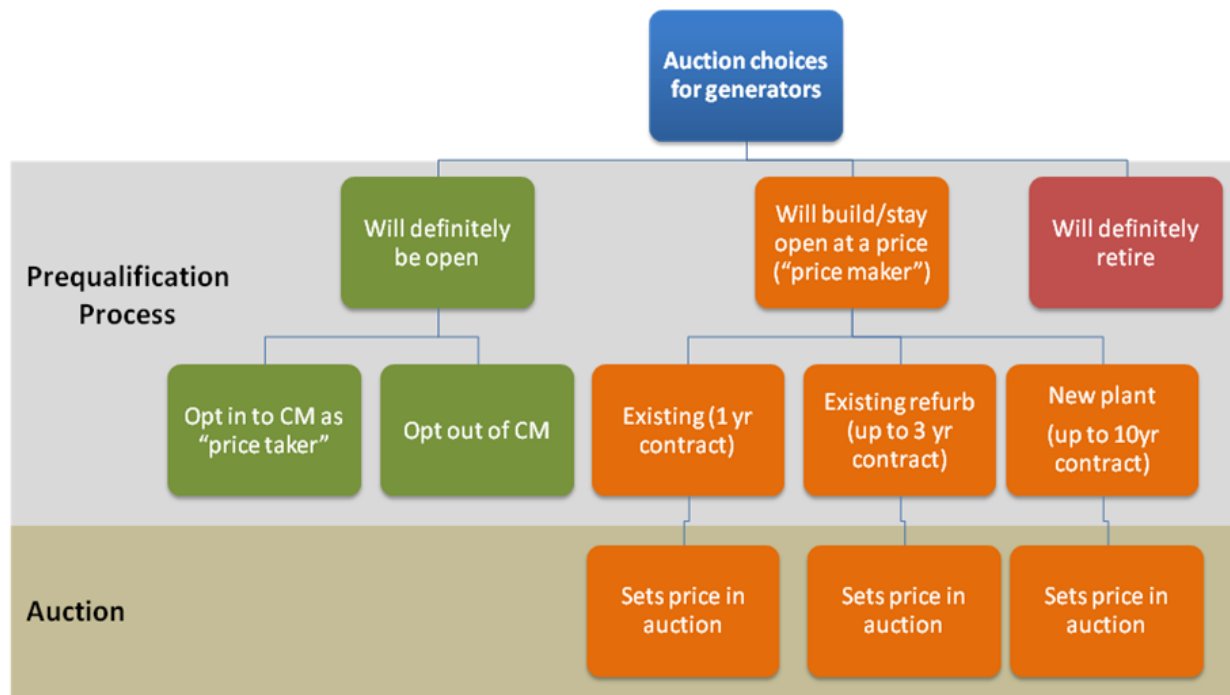 Auction choices
for generators
Prequalification
Process
Will definitely
be open
Will build/stay
open at a price
(“price maker”)
Will definitely
retire
Opt in to CM as
“price taker”
Opt out of CM
Existing (1 yr
contract)
Existing refurb
(up to 3 yr
contract)
New plant
(up to 10yr
contract)
Auction
Sets price in
auction
Sets price in
auction
Sets price in
auction